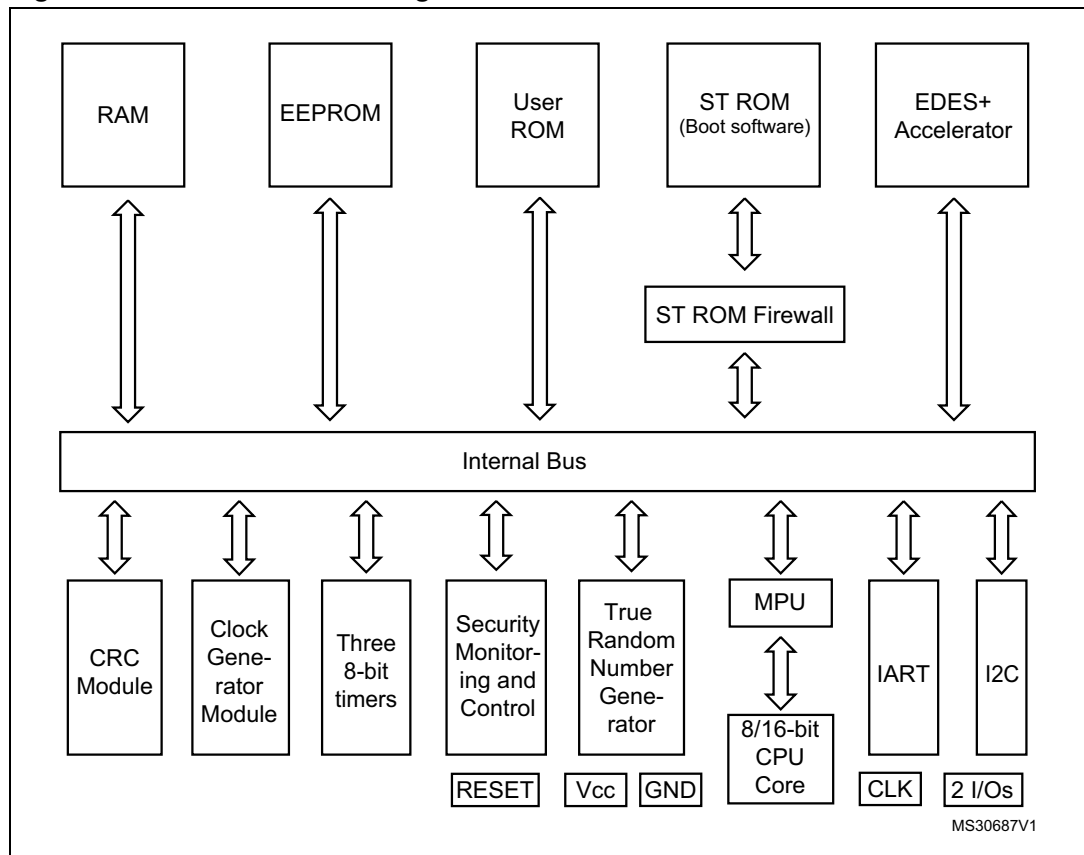 RAM
EEPROM
User
ROM
ST ROM
(Boot software)
EDES+
Accelerator
ST ROM Firewall
Internal Bus
CRC
Module
Clock
Gene-
rator
Module
Three
8-bit
timers
Security
Monitor-
ing and
Control
True
Random
Number
Gene-
rator
MPU
8/16-bit
CPU
Core
IART
I2C
RESET
Vcc
GND
CLK
2 I/Os
MS30687V1